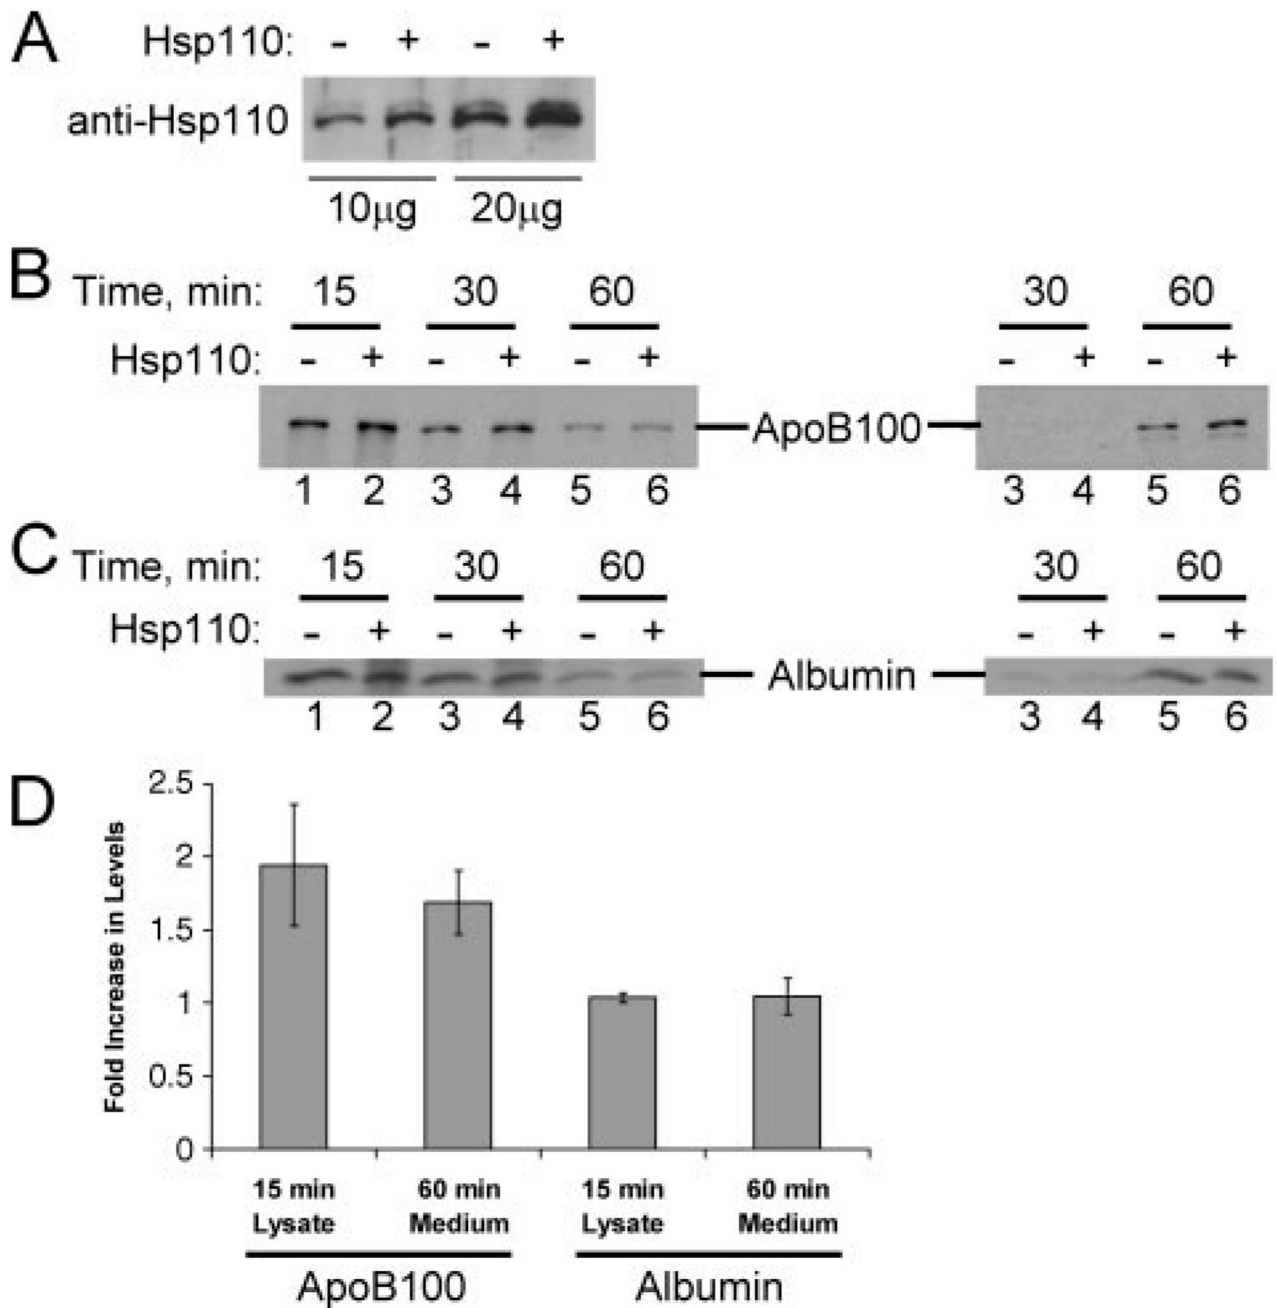 A
Hsp110: - + - +
anti-Hsp110
10µg 20µg
B
Time, min: 15 30 60 30 60
Hsp110: - + - + - + - + - +
ApoB100
1 2 3 4 5 6 3 4 5 6
C
Time, min: 15 30 60 30 60
Hsp110: - + - + - + - + - +
Albumin
1 2 3 4 5 6 3 4 5 6
D
Fold Increase in Levels
2.5
2
1.5
1
0.5
0
15 min 60 min 15 min 60 min
Lysate Medium Lysate Medium
ApoB100 Albumin